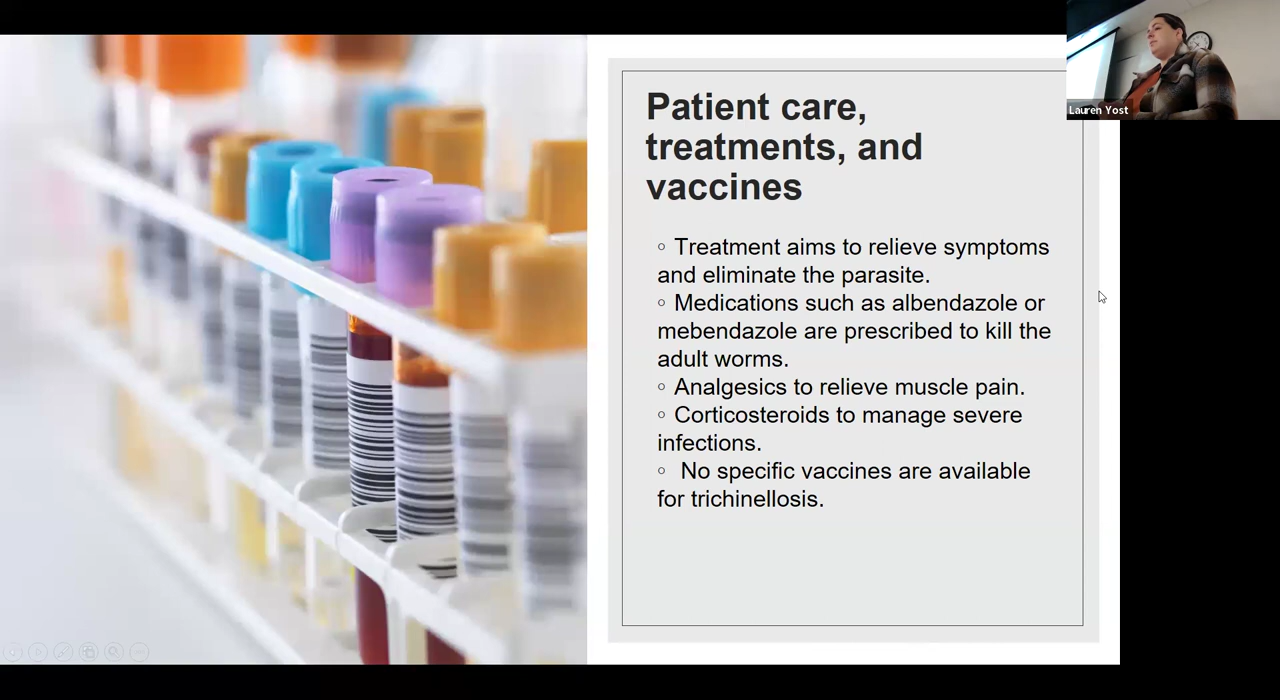 Lauren Yost
Patient care,
treatments, and
vaccines
◦ Treatment aims to relieve symptoms
and eliminate the parasite.
◦ Medications such as albendazole or
mebendazole are prescribed to kill the
adult worms.
◦ Analgesics to relieve muscle pain.
◦ Corticosteroids to manage severe
infections.
◦ No specific vaccines are available
for trichinellosis.